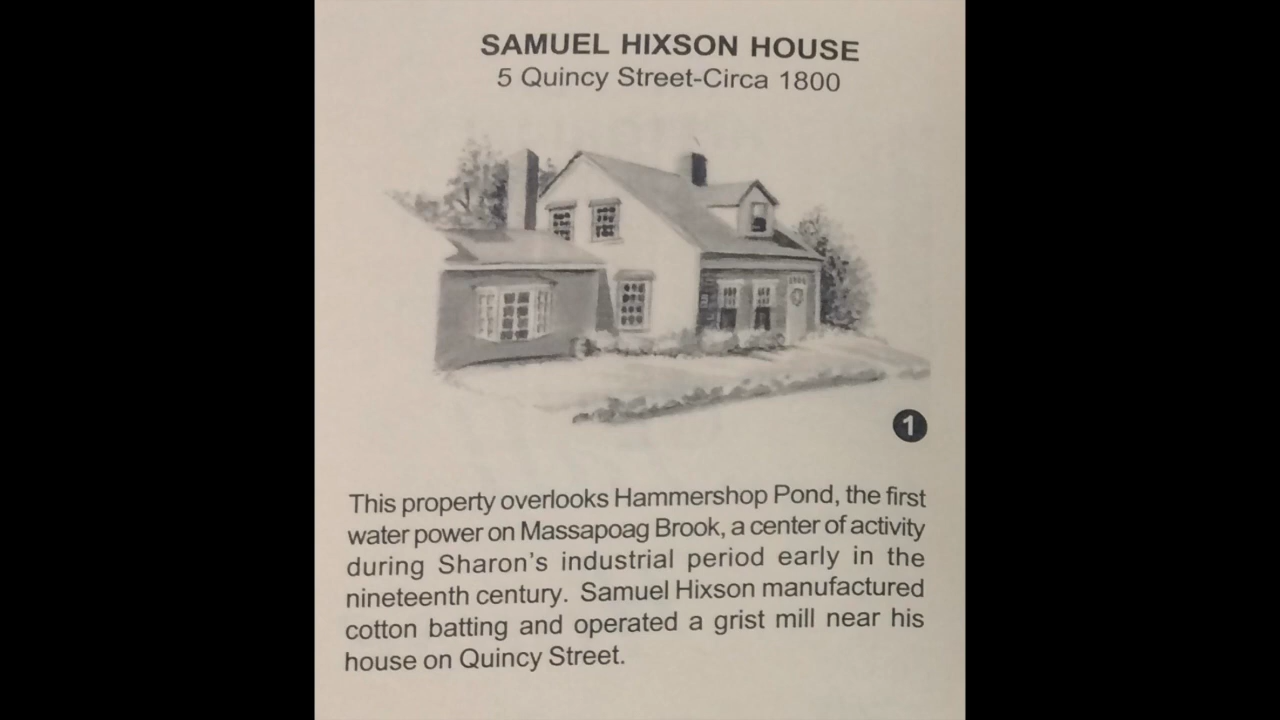 SAMUEL HIXSON HOUSE
5 Quincy Street-Circa 1800
1
This property overlooks Hammershop Pond, the first
water power on Massapoag Brook, a center of activity
during Sharon's industrial period early in the
nineteenth century. Samuel Hixson manufactured
cotton batting and operated a grist mill near his
house on Quincy Street.